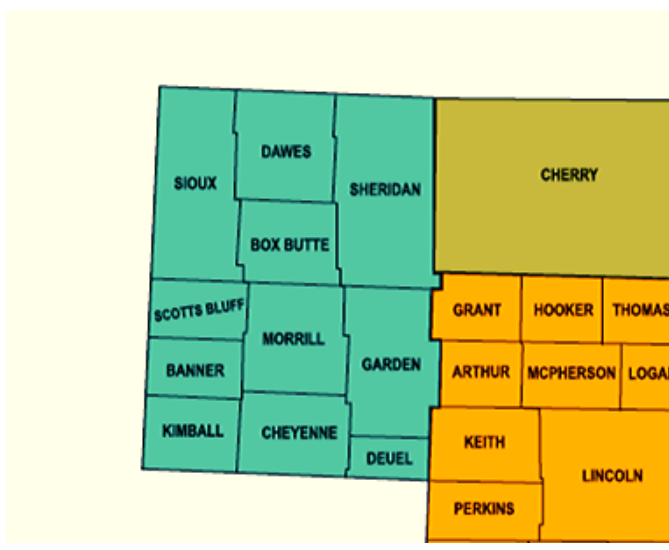 DAWES
CHERRY
SIOUX
SHERIDAN
BOX BUTTE
SCOTTS BLUFF
GRANT
HOOKER
THOMAS
MORRILL
GARDEN
BANNER
ARTHUR
MCPHERSON
LOGA
KIMBALL
CHEYENNE
KEITH
DEUEL
LINCOLN
PERKINS